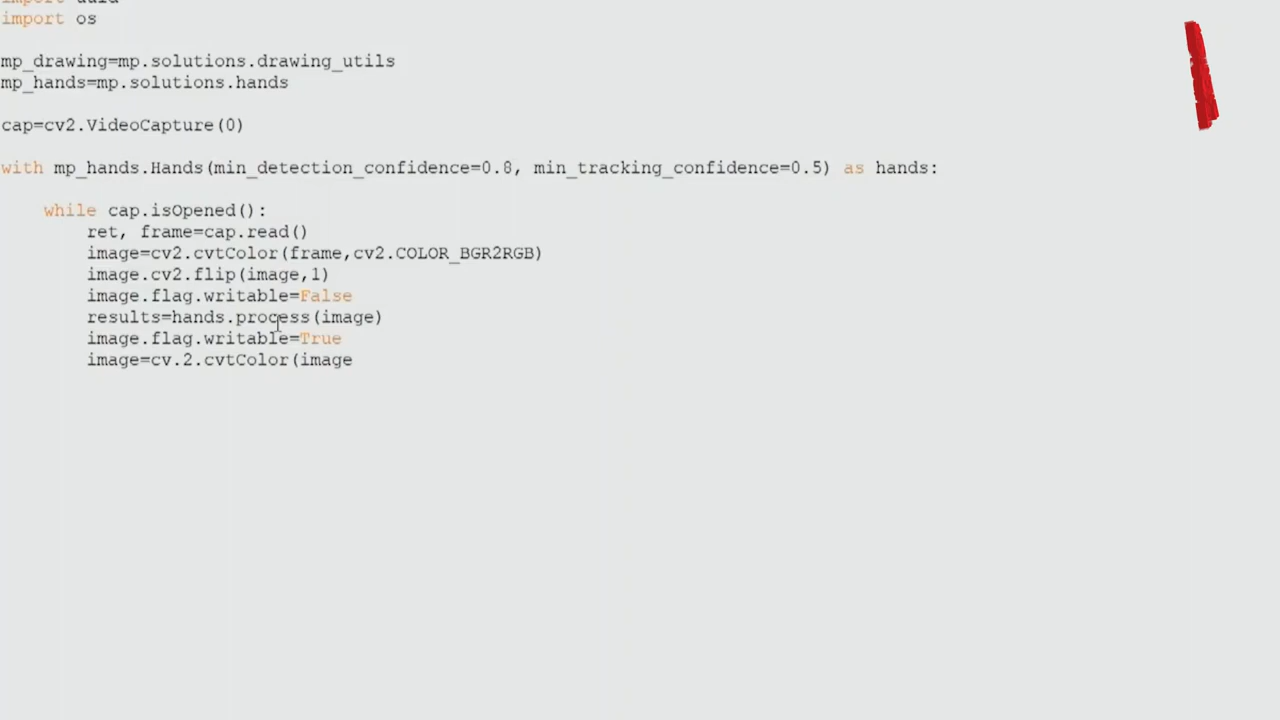 import uuid
import os
mp_drawing=mp.solutions.drawing_utils
mp_hands=mp.solutions.hands
cap=cv2.VideoCapture(0)
with mp_hands.Hands(min_detection_confidence=0.8, min_tracking_confidence=0.5) as hands:
while cap.isOpened():
ret, frame=cap.read()
image=cv2.cvtColor(frame,cv2.COLOR_BGR2RGB)
image.cv2.flip(image,1)
image.flag.writable=False
results=hands.process(image)
image.flag.writable=True
image=cv.2.cvtColor(image